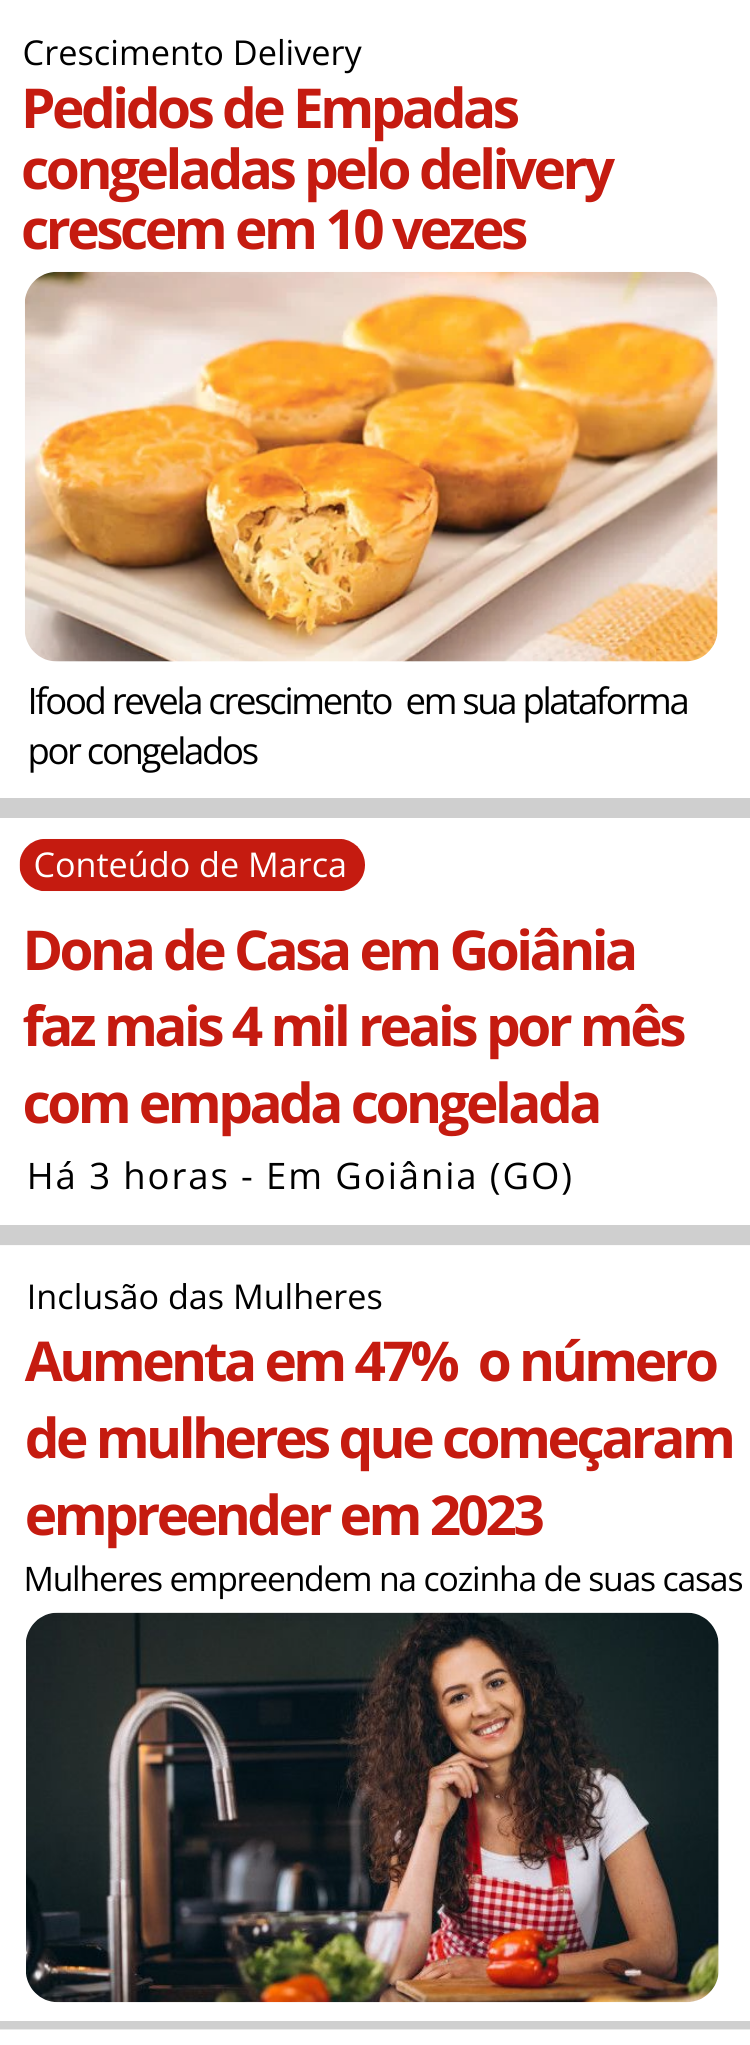 Crescimento Delivery
Pedidos de Empadas
congeladas pelo delivery
crescem em 10 vezes
Ifood revela crescimento em sua plataforma
por congelados
Conteúdo de Marca
Dona de Casa em Goiânia
faz mais 4 mil reais por mês
com empada congelada
Há 3 horas - Em Goiânia (GO)
Inclusão das Mulheres
Aumenta em 47% o número
de mulheres que começaram
empreender em 2023
Mulheres empreendem na cozinha de suas casas